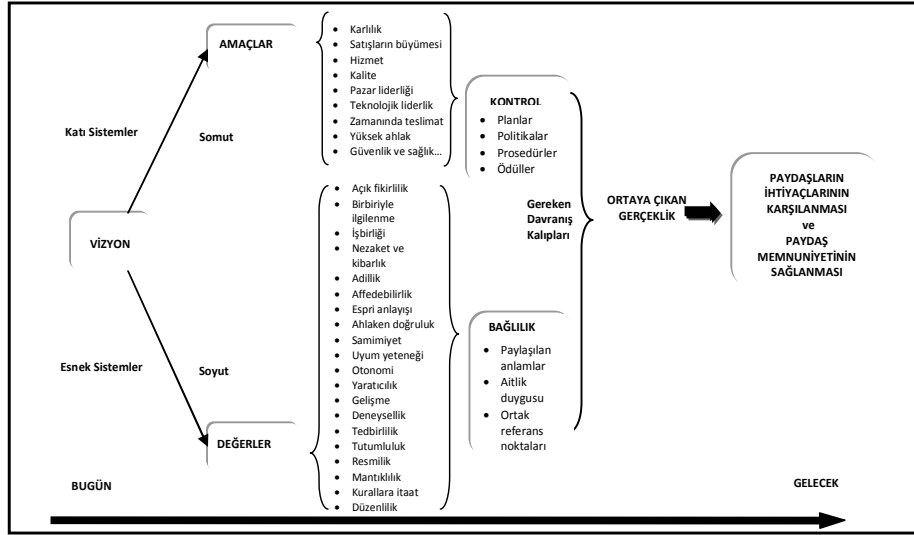 AMAÇLAR
Karlılık
Satışların büyümesi
Hizmet
Kalite
Pazar liderliği
Teknolojik liderlik
Zamanında teslimat
Yüksek ahlak
Güvenlik ve sağlık...
Katı Sistemler
Somut
KONTROL
Planlar
Politikalar
Prosedürler
Ödüller
VİZYON
Açık fikirlilik
Birbiriyle
ilgilenme
İşbirliği
Nezaket ve
kibarlık
Adillik
Affedebilirlik
Espri anlayışı
Ahlaken doğruluk
Samimiyet
Uyum yeteneği
Otonomi
Yaratıcılık
Gelişme
Deneysellik
Tedbirlilik
Tutumluluk
Resmilik
Mantıklılık
Kurallara itaat
Düzenlilik
Gereken
Davranış
Kalıpları
ORTAYA ÇIKAN
GERÇEKLİK
PAYDAŞLARIN
İHTİYAÇLARININ
KARŞILANMASI
ve
PAYDAŞ
MEMNUNİYETİNİN
SAĞLANMASI
BAĞLILIK
Paylaşılan
anlamlar
Aitlik
duygusu
Ortak
referans
noktaları
Esnek Sistemler
Soyut
DEĞERLER
BUGÜN
GELECEK